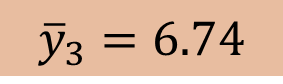 ȳ₃ = 6.74